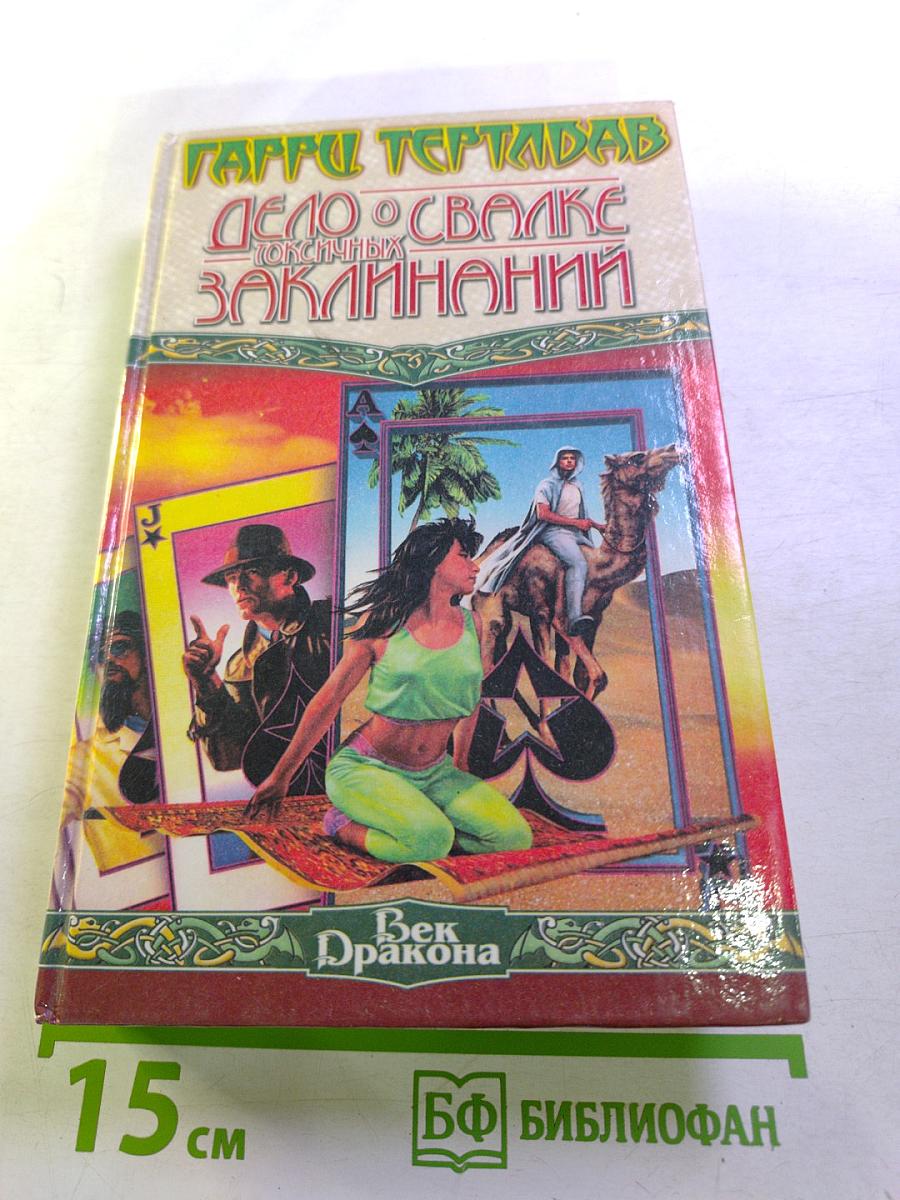 ГАРРИ ТЕРТЛДАВ
ДЕЛО О СВАЛКЕ
ТОКСИЧНЫХ
ЗАКЛИНАНИЙ
A
J
ВЕК
ДРАКОНА
15 см
БФ БИБЛИОФАН